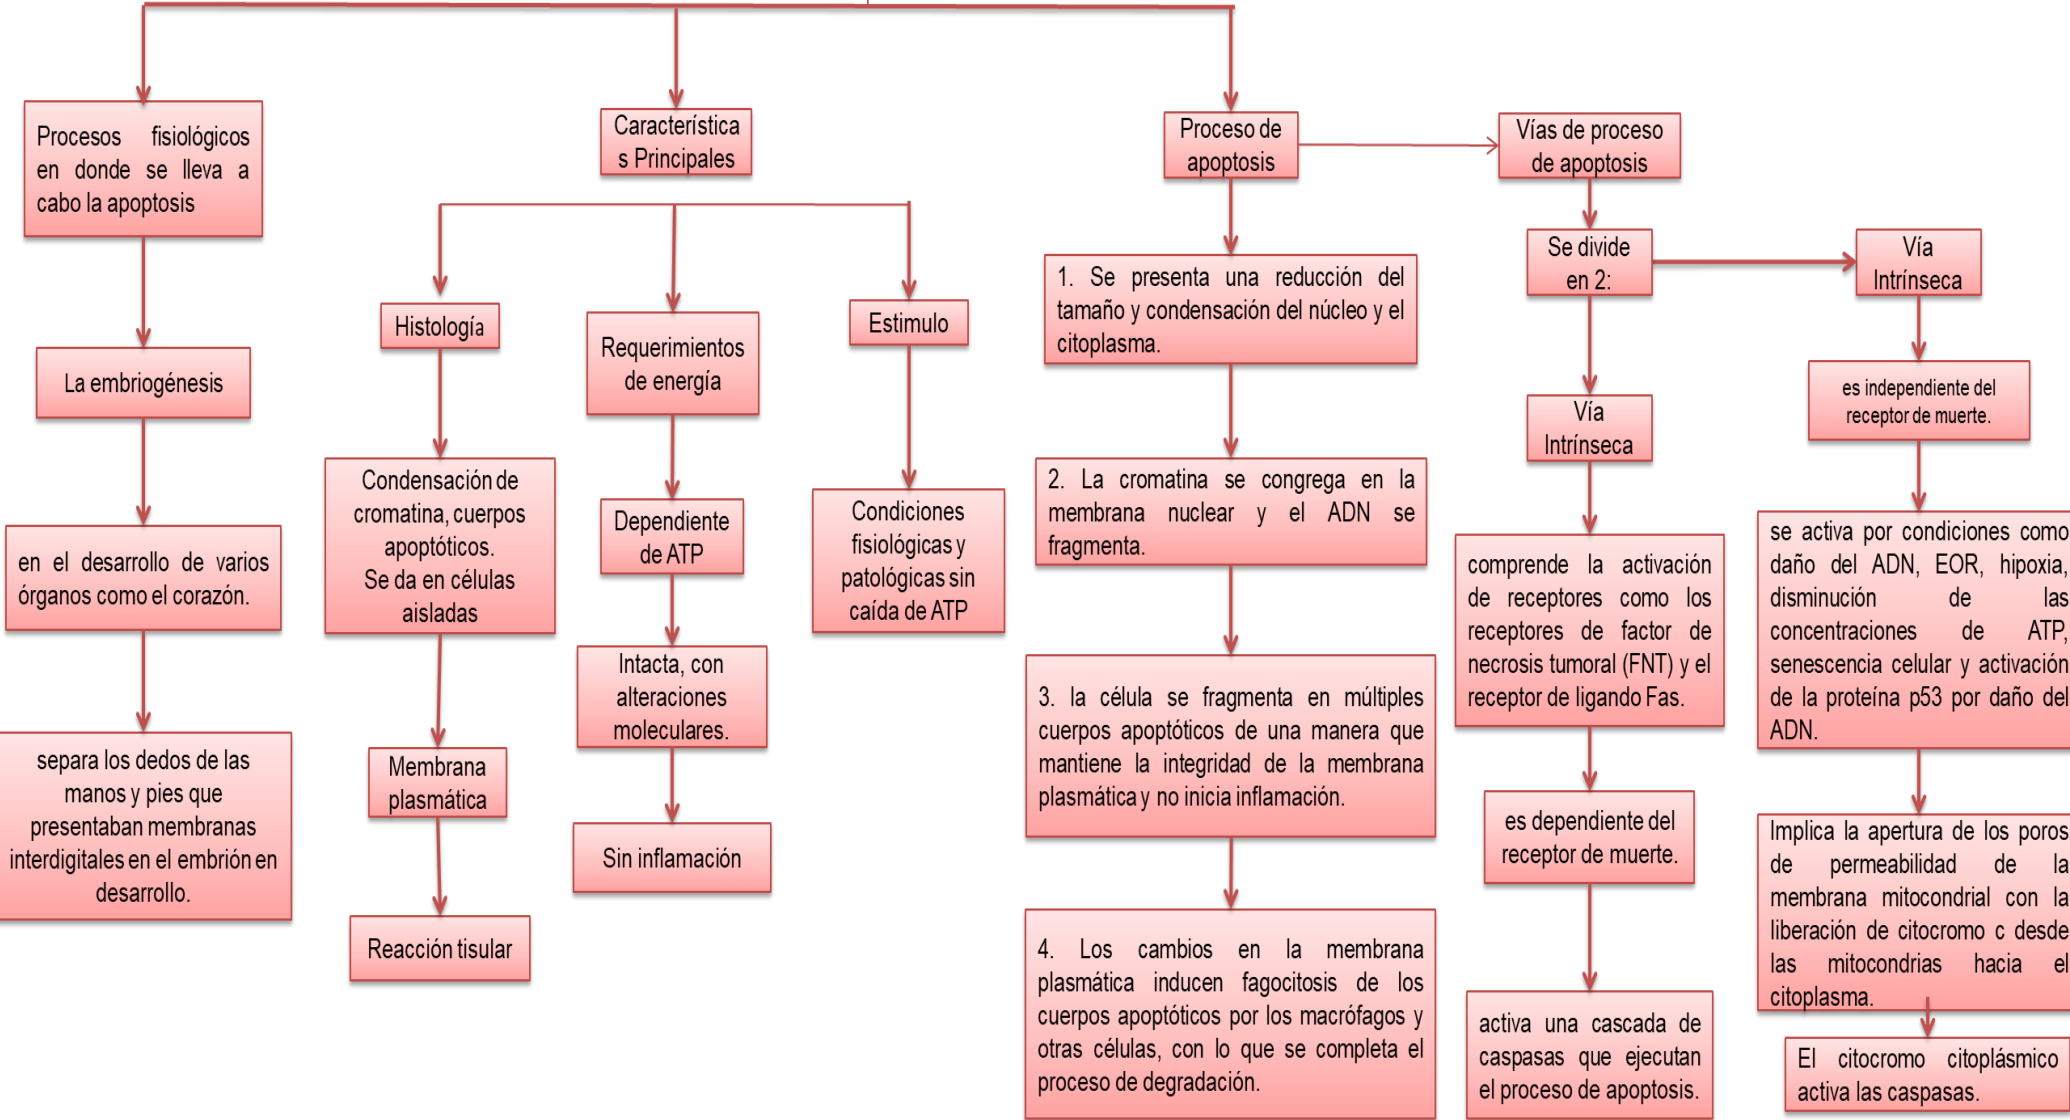 Procesos fisiológicos
en donde se lleva a
cabo la apoptosis
La embriogénesis
en el desarrollo de varios
órganos como el corazón.
separa los dedos de las
manos y pies que
presentaban membranas
interdigitales en el embrión en
desarrollo.
Característica
s Principales
Histología
Condensación de
cromatina, cuerpos
apoptóticos.
Se da en células
aisladas
Membrana
plasmática
Reacción tisular
Requerimientos
de energía
Dependiente
de ATP
Intacta, con
alteraciones
moleculares.
Sin inflamación
Estimulo
Condiciones
fisiológicas y
patológicas sin
caída de ATP
Proceso de
apoptosis
1. Se presenta una reducción del
tamaño y condensación del núcleo y el
citoplasma.
2. La cromatina se congrega en la
membrana nuclear y el ADN se
fragmenta.
3. la célula se fragmenta en múltiples
cuerpos apoptóticos de una manera que
mantiene la integridad de la membrana
plasmática y no inicia inflamación.
4. Los cambios en la membrana
plasmática inducen fagocitosis de los
cuerpos apoptóticos por los macrófagos y
otras células, con lo que se completa el
proceso de degradación.
Vías de proceso
de apoptosis
Se divide
en 2:
Vía
Intrínseca
comprende la activación
de receptores como los
receptores de factor de
necrosis tumoral (FNT) y el
receptor de ligando Fas.
es dependiente del
receptor de muerte.
activa una cascada de
caspasas que ejecutan
el proceso de apoptosis.
Vía
Intrínseca
es independiente del
receptor de muerte.
se activa por condiciones como
daño del ADN, EOR, hipoxia,
disminución de las
concentraciones de ATP,
senescencia celular y activación
de la proteína p53 por daño del
ADN.
Implica la apertura de los poros
de permeabilidad de la
membrana mitocondrial con la
liberación de citocromo c desde
las mitocondrias hacia el
citoplasma.
El citocromo citoplásmico
activa las caspasas.